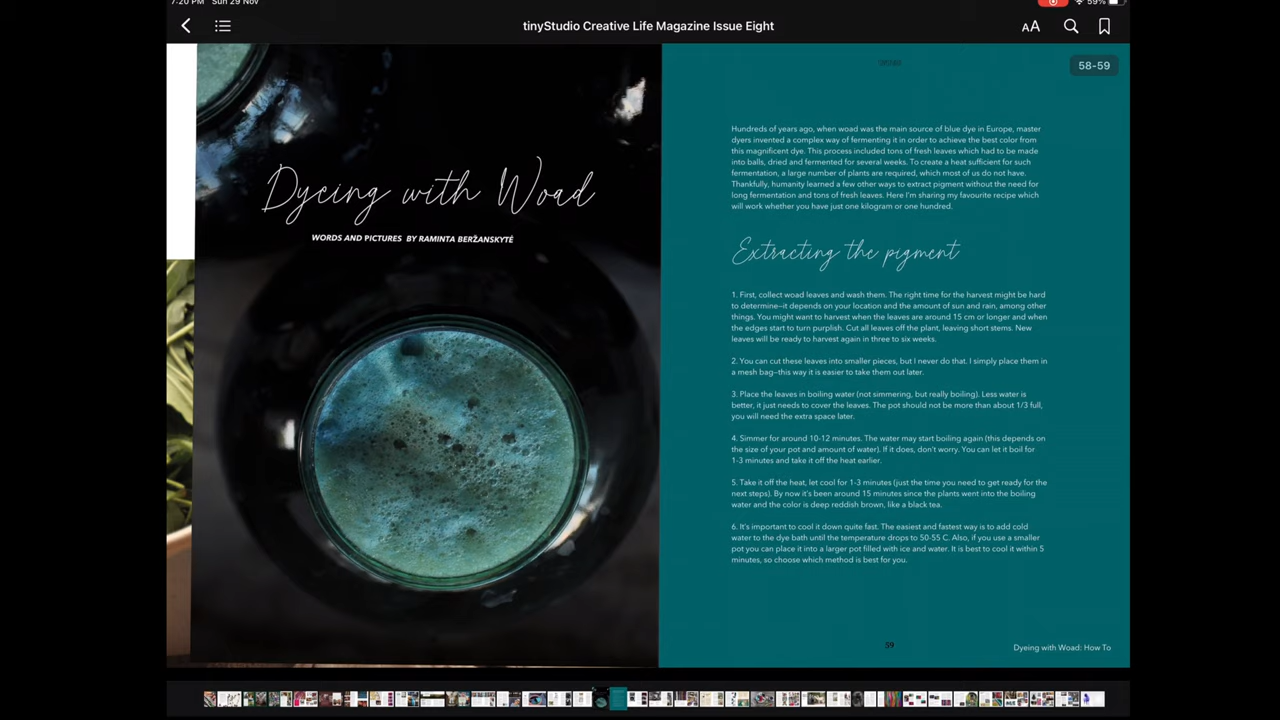 7:20 PM Sun 29 Nov
59%
tinyStudio Creative Life Magazine Issue Eight
AA
58-59
Dyeing with Woad
WORDS AND PICTURES BY RAMINTA BERŽANSKYTĖ
Hundreds of years ago, when woad was the main source of blue dye in Europe, master
dyers invented a complex way of fermenting it in order to achieve the best color from
this magnificent dye. This process included tons of fresh leaves which had to be made
into balls, dried and fermented for several weeks. To create a heat sufficient for such
fermentation, a large number of plants are required, which most of us do not have.
Thankfully, humanity learned a few other ways to extract pigment without the need for
long fermentation and tons of fresh leaves. Here I'm sharing my favourite recipe which
will work whether you have just one kilogram or one hundred.
Extracting the pigment
1. First, collect woad leaves and wash them. The right time for the harvest might be hard
to determine—it depends on your location and the amount of sun and rain, among other
things. You might want to harvest when the leaves are around 15 cm or longer and when
the edges start to turn purplish. Cut all leaves off the plant, leaving short stems. New
leaves will be ready to harvest again in three to six weeks.
2. You can cut these leaves into smaller pieces, but I never do that. I simply place them in
a mesh bag—this way it is easier to take them out later.
3. Place the leaves in boiling water (not simmering, but really boiling). Less water is
better, it just needs to cover the leaves. The pot should not be more than about 1/3 full,
you will need the extra space later.
4. Simmer for around 10-12 minutes. The water may start boiling again (this depends on
the size of your pot and amount of water). If it does, don't worry. You can let it boil for
1-3 minutes and take it off the heat earlier.
5. Take it off the heat, let cool for 1-3 minutes (just the time you need to get ready for the
next steps). By now it's been around 15 minutes since the plants went into the boiling
water and the color is deep reddish brown, like a black tea.
6. It's important to cool it down quite fast. The easiest and fastest way is to add cold
water to the dye bath until the temperature drops to 50-55 C. Also, if you use a smaller
pot you can place it into a larger pot filled with ice and water. It is best to cool it within 5
minutes, so choose which method is best for you.
59
Dyeing with Woad: How To